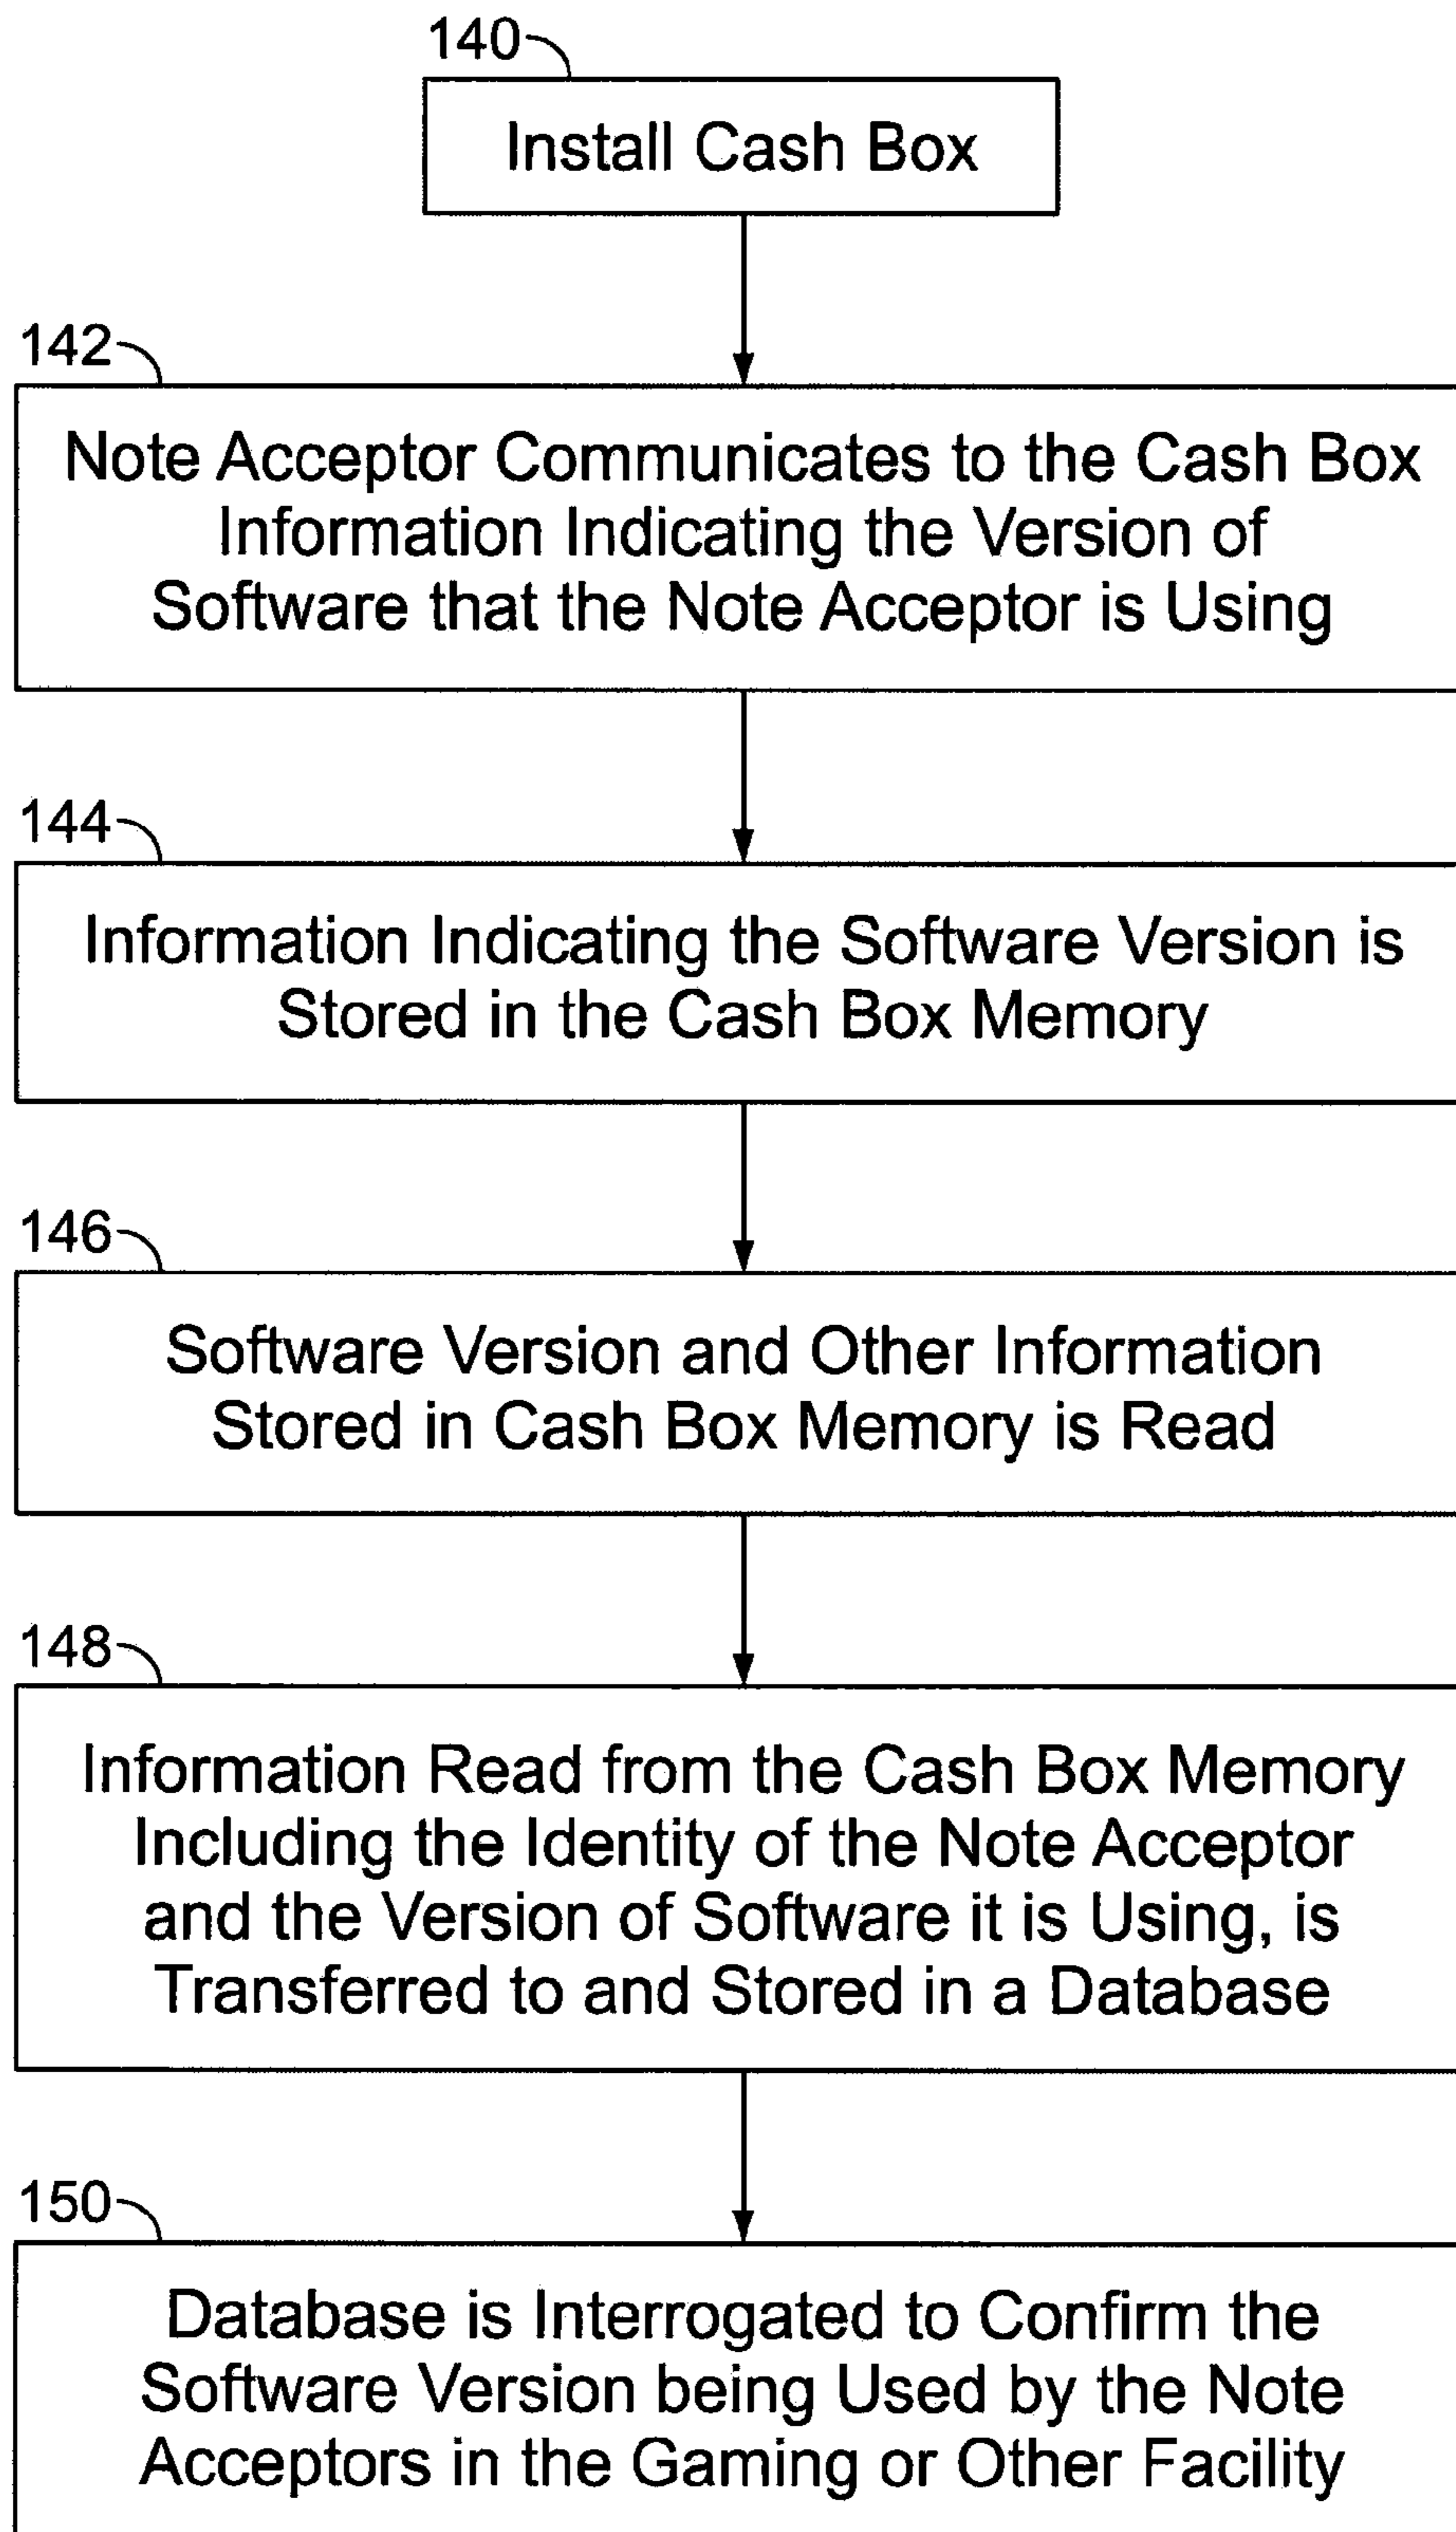 140
Install Cash Box
142
Note Acceptor Communicates to the Cash Box
Information Indicating the Version of
Software that the Note Acceptor is Using
144
Information Indicating the Software Version is
Stored in the Cash Box Memory
146
Software Version and Other Information
Stored in Cash Box Memory is Read
148
Information Read from the Cash Box Memory
Including the Identity of the Note Acceptor
and the Version of Software it is Using, is
Transferred to and Stored in a Database
150
Database is Interrogated to Confirm the
Software Version being Used by the Note
Acceptors in the Gaming or Other Facility